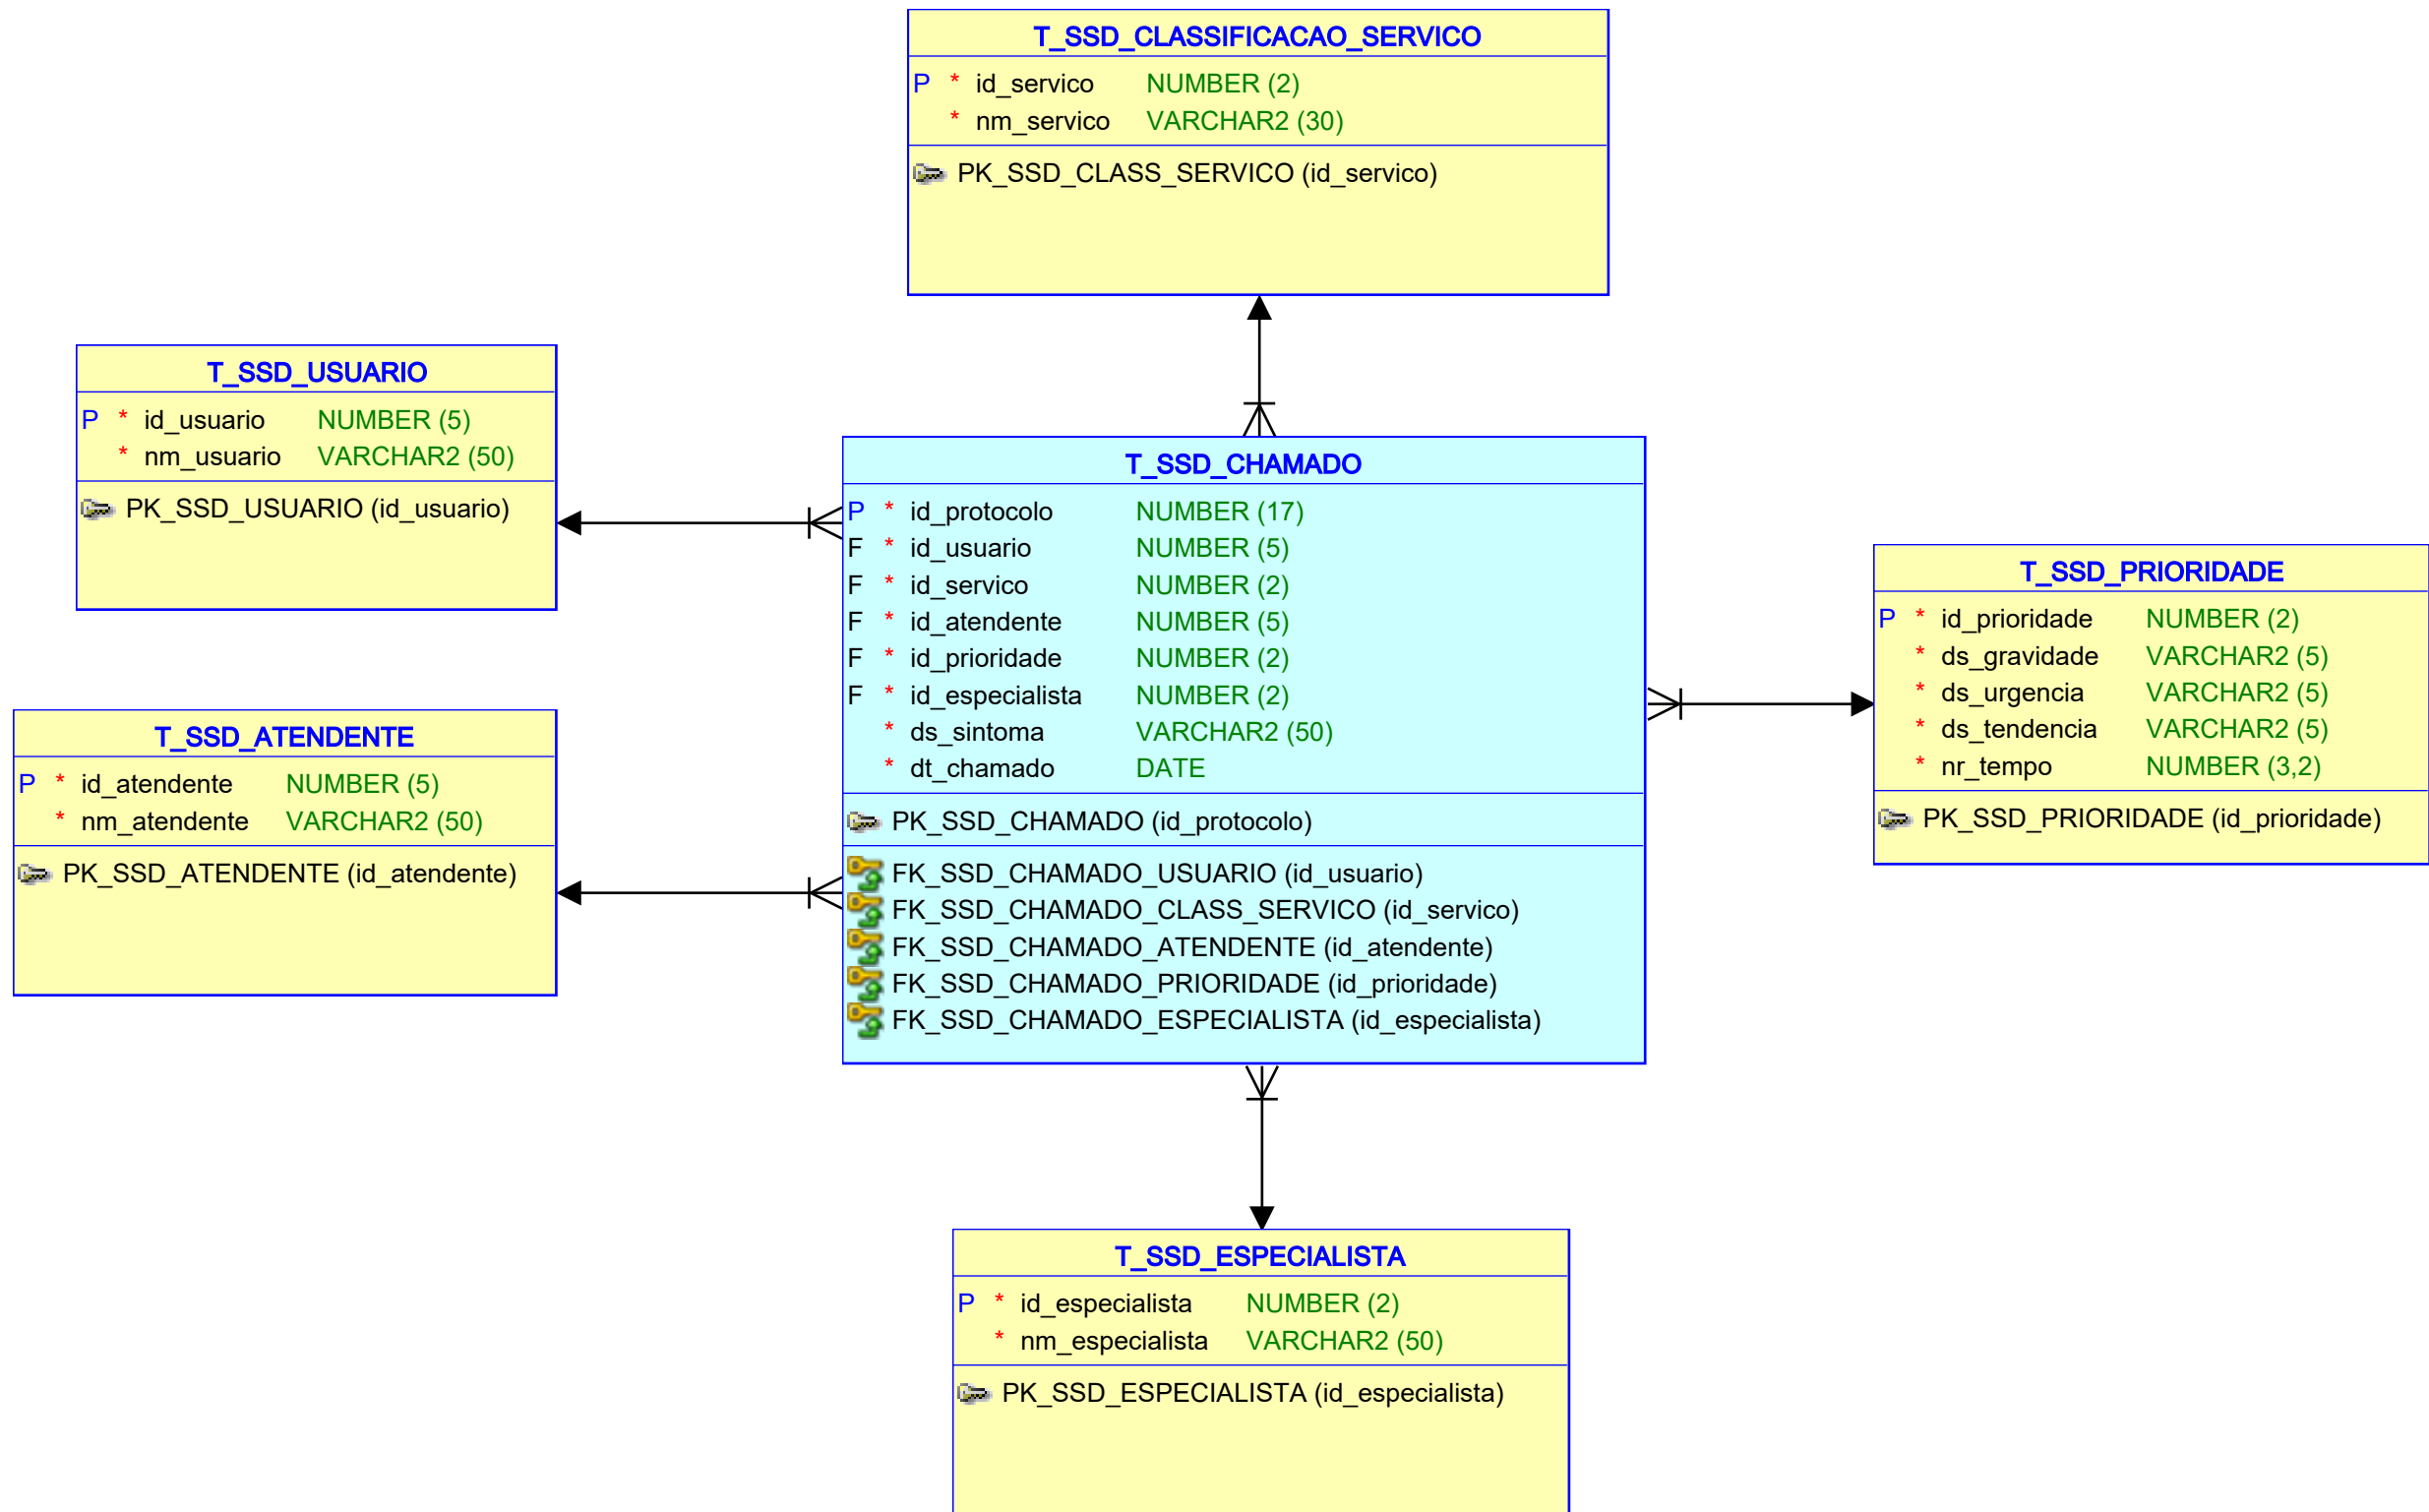 T_SSD_CLASSIFICACAO_SERVICO
P * id_servico NUMBER (2)
* nm_servico VARCHAR2 (30)
PK_SSD_CLASS_SERVICO (id_servico)
T_SSD_USUARIO
P * id_usuario NUMBER (5)
* nm_usuario VARCHAR2 (50)
PK_SSD_USUARIO (id_usuario)
T_SSD_CHAMADO
P * id_protocolo NUMBER (17)
F * id_usuario NUMBER (5)
F * id_servico NUMBER (2)
F * id_atendente NUMBER (5)
F * id_prioridade NUMBER (2)
F * id_especialista NUMBER (2)
* ds_sintoma VARCHAR2 (50)
* dt_chamado DATE
PK_SSD_CHAMADO (id_protocolo)
FK_SSD_CHAMADO_USUARIO (id_usuario)
FK_SSD_CHAMADO_CLASS_SERVICO (id_servico)
FK_SSD_CHAMADO_ATENDENTE (id_atendente)
FK_SSD_CHAMADO_PRIORIDADE (id_prioridade)
FK_SSD_CHAMADO_ESPECIALISTA (id_especialista)
T_SSD_PRIORIDADE
P * id_prioridade NUMBER (2)
* ds_gravidade VARCHAR2 (5)
* ds_urgencia VARCHAR2 (5)
* ds_tendencia VARCHAR2 (5)
* nr_tempo NUMBER (3,2)
PK_SSD_PRIORIDADE (id_prioridade)
T_SSD_ATENDENTE
P * id_atendente NUMBER (5)
* nm_atendente VARCHAR2 (50)
PK_SSD_ATENDENTE (id_atendente)
T_SSD_ESPECIALISTA
P * id_especialista NUMBER (2)
* nm_especialista VARCHAR2 (50)
PK_SSD_ESPECIALISTA (id_especialista)